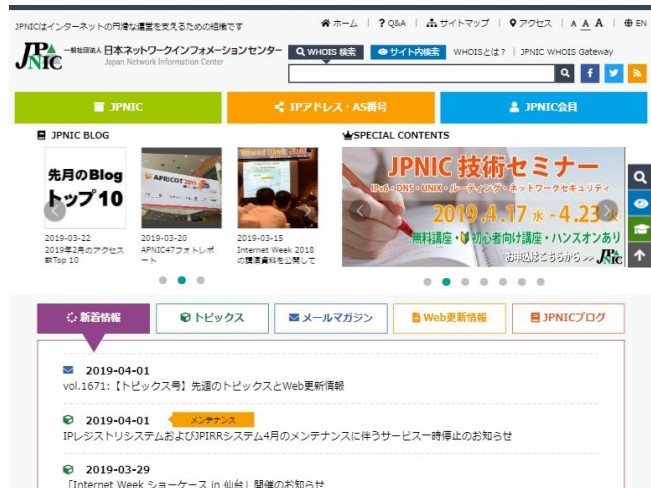 JPNICはインターネットの円滑な運営を支えるための組織です
ホーム | ?Q&A | サイトマップ | アクセス | A A A | EN
JPNIC 一般社団法人 日本ネットワークインフォメーションセンター
Japan Network Information Center
WHOIS 検索 サイト内検索 WHOISとは? | JPNIC WHOIS Gateway
JPNIC
IPアドレス・AS番号
JPNIC会員
JPNIC BLOG
先月のBlog
トップ10
2019-03-22
2019年2月のアクセス
数Top 10
APRICOT 2019
2019-03-20
APNIC47フォトレポ
ート
Internet Week 2018
2019-03-15
Internet Week 2018
の講演資料を公開して
SPECIAL CONTENTS
JPNIC 技術セミナー
IPv6・DNS・UNIX・ルーティング・ネットワークセキュリティ
2019.4.17 水 - 4.23 火
無料講座・初心者向け講座・ハンズオンあり
お申込はこちらから >> JPNIC
新着情報
トピックス
メールマガジン
Web更新情報
JPNICブログ
2019-04-01
vol.1671:【トピックス号】先週のトピックスとWeb更新情報
2019-04-01 メンテナンス
IPレジストリシステムおよびJPIRRシステム4月のメンテナンスに伴うサービス一時停止のお知らせ
2019-03-29
「Internet Week ショーケース in 仙台」開催のお知らせ